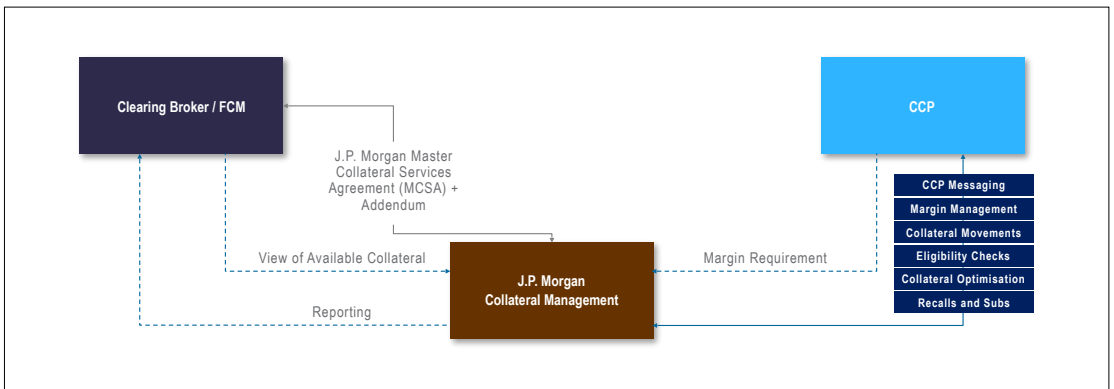 Clearing Broker / FCM
CCP
J.P. Morgan Master
Collateral Services
Agreement (MCSA) +
Addendum
CCP Messaging
Margin Management
Collateral Movements
Eligibility Checks
Collateral Optimisation
Recalls and Subs
View of Available Collateral
Margin Requirement
J.P. Morgan
Collateral Management
Reporting